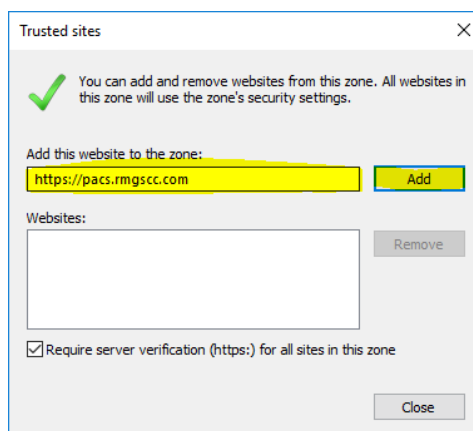 Trusted sites
You can add and remove websites from this zone. All websites in
this zone will use the zone's security settings.
Add this website to the zone:
https://pacs.rmgscc.com
Add
Websites:
Remove
Require server verification (https:) for all sites in this zone
Close